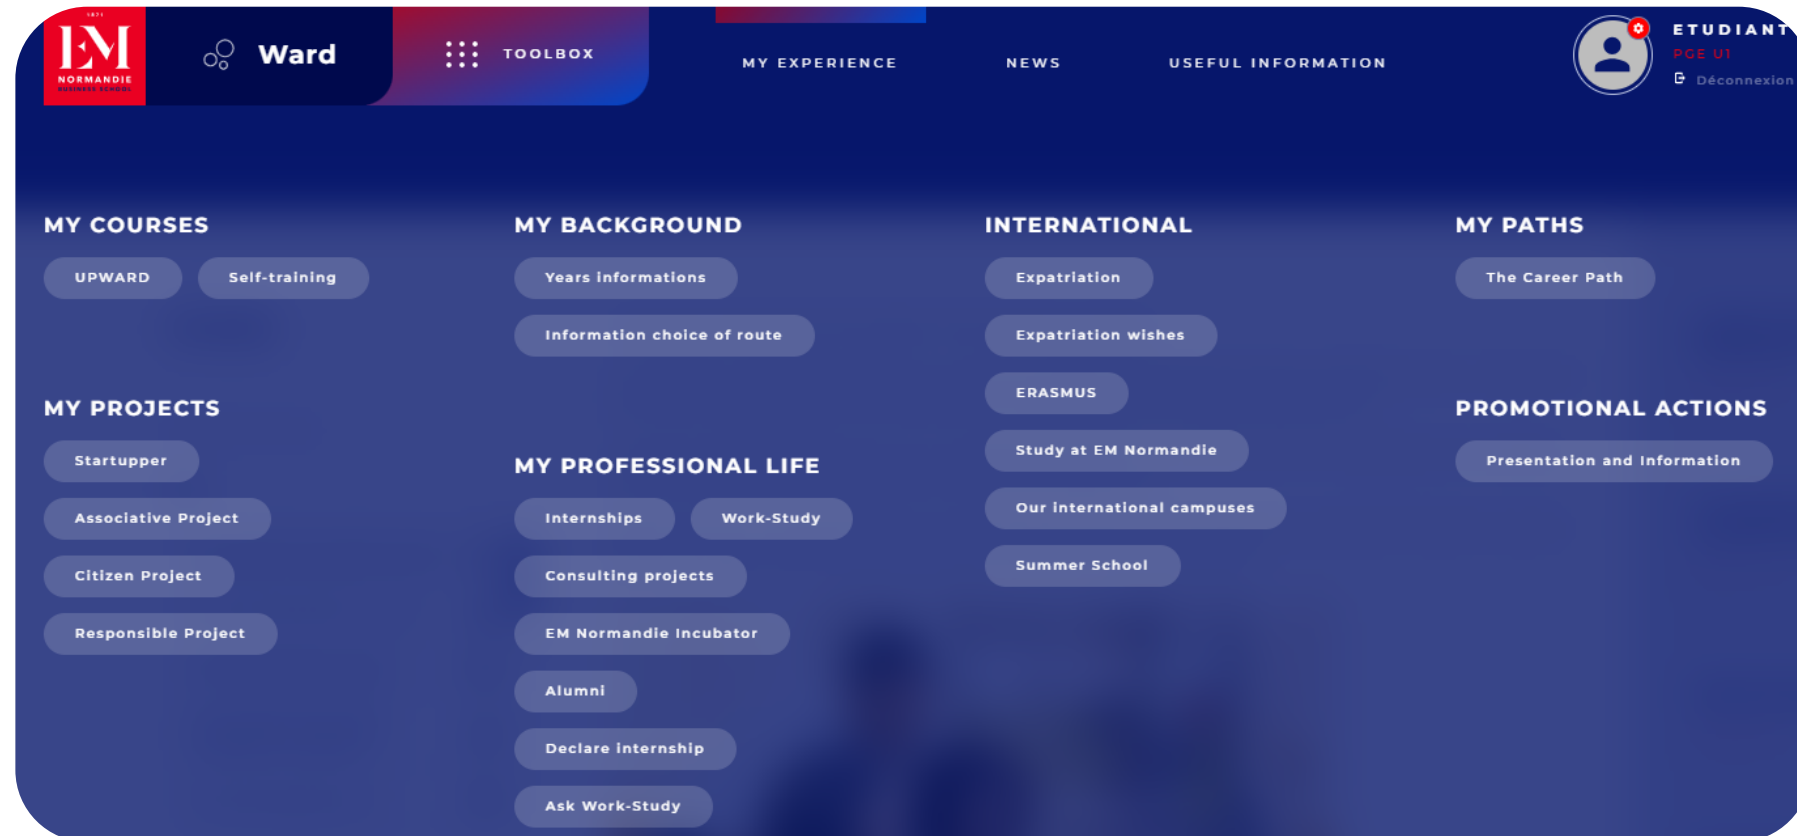 1871
EM
NORMANDIE
BUSINESS SCHOOL
Ward
TOOLBOX
MY EXPERIENCE
NEWS
USEFUL INFORMATION
ETUDIANT
PGE U1
Déconnexion
MY COURSES
UPWARD
Self-training
MY PROJECTS
Startupper
Associative Project
Citizen Project
Responsible Project
MY BACKGROUND
Years informations
Information choice of route
MY PROFESSIONAL LIFE
Internships
Work-Study
Consulting projects
EM Normandie Incubator
Alumni
Declare internship
Ask Work-Study
INTERNATIONAL
Expatriation
Expatriation wishes
ERASMUS
Study at EM Normandie
Our international campuses
Summer School
MY PATHS
The Career Path
PROMOTIONAL ACTIONS
Presentation and Information